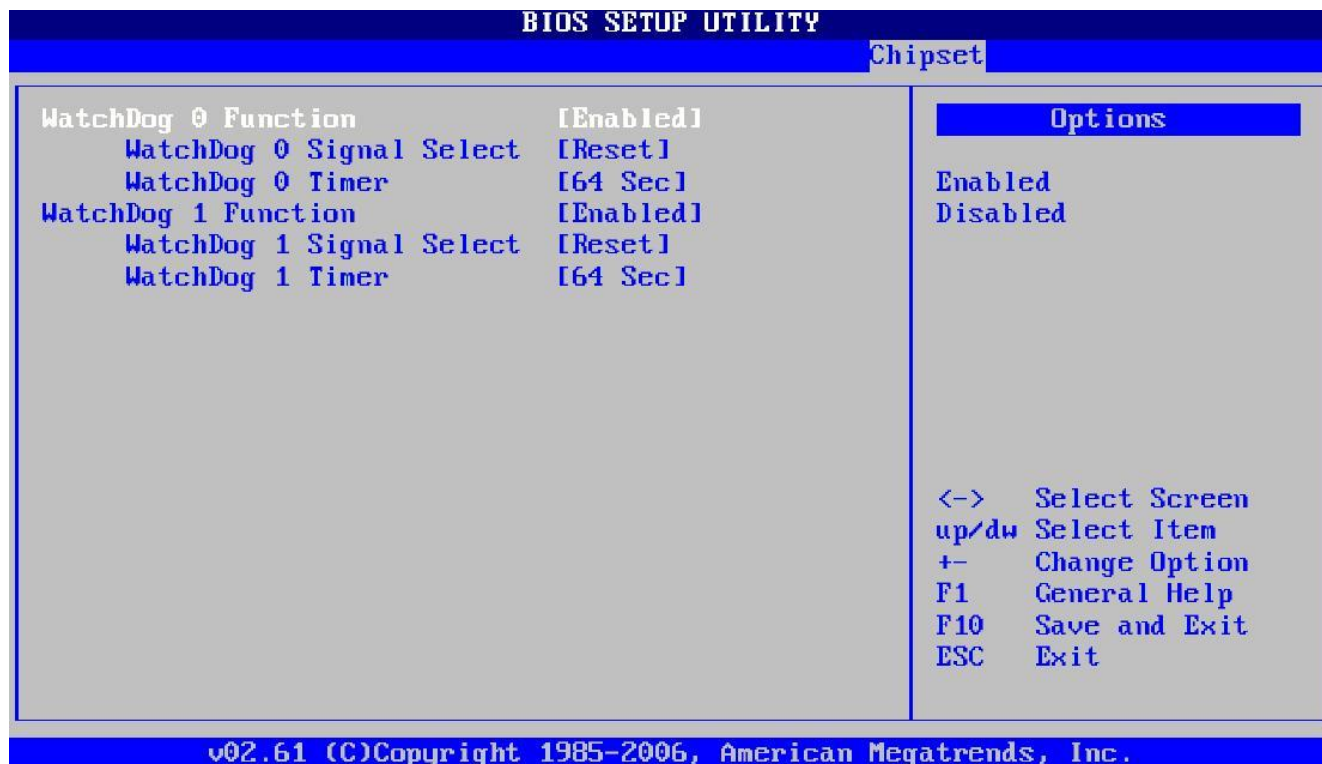 BIOS SETUP UTILITY
Chipset
WatchDog 0 Function [Enabled]
WatchDog 0 Signal Select [Reset]
WatchDog 0 Timer [64 Sec]
WatchDog 1 Function [Enabled]
WatchDog 1 Signal Select [Reset]
WatchDog 1 Timer [64 Sec]
Options
Enabled
Disabled
<-> Select Screen
up/dw Select Item
+- Change Option
F1 General Help
F10 Save and Exit
ESC Exit
v02.61 (C)Copyright 1985-2006, American Megatrends, Inc.